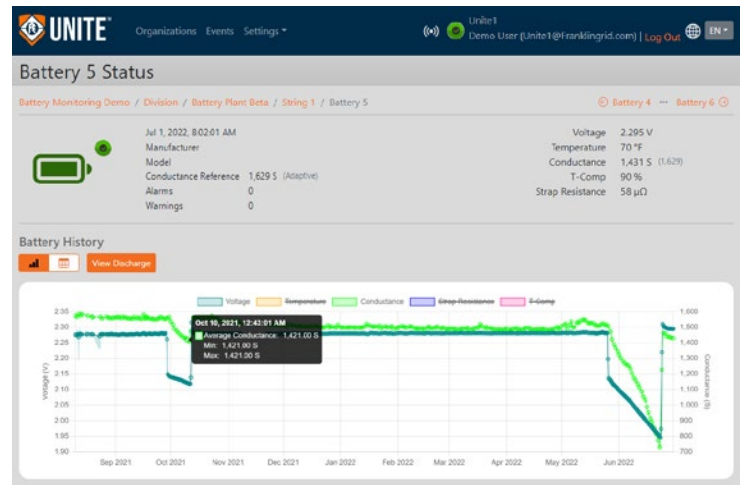 UNITE®
Organizations Events Settings
Unite1
Demo User (Unite1@Franklingrid.com) | Log Out
EN
Battery 5 Status
Battery Monitoring Demo / Division / Battery Plant Beta / String 1 / Battery 5
Battery 4 --- Battery 6
Jul 1, 2022, 8:02:01 AM
Manufacturer
Model
Conductance Reference 1,629 S (Adaptive)
Alarms 0
Warnings 0
Voltage 2.295 V
Temperature 70 °F
Conductance 1,431 S (1,629)
T-Comp 90 %
Strap Resistance 58 µΩ
Battery History
View Discharge
Voltage Temperature Conductance Strap Resistance T-Comp
Oct 10, 2021, 12:43:01 AM
Average Conductance: 1,421.00 S
Min: 1,421.00 S
Max: 1,421.00 S
Voltage (V)
2.35
2.30
2.25
2.20
2.15
2.10
2.05
2.00
1.95
1.90
1,600
1,500
1,400
1,300
1,200
1,100
1,000
900
800
700
Conductance (S)
Sep 2021 Oct 2021 Nov 2021 Dec 2021 Jan 2022 Feb 2022 Mar 2022 Apr 2022 May 2022 Jun 2022